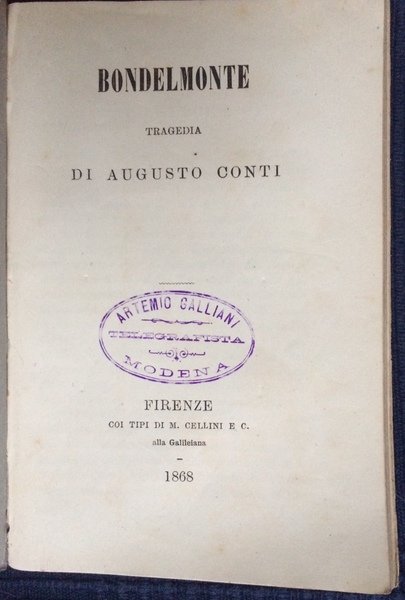 BONDELMONTE
TRAGEDIA
DI AUGUSTO CONTI
ARTEMIO GALLIANI
TELEGRAFISTA
MODENA
FIRENZE
COI TIPI DI M. CELLINI E C.
alla Galileiana
–
1868